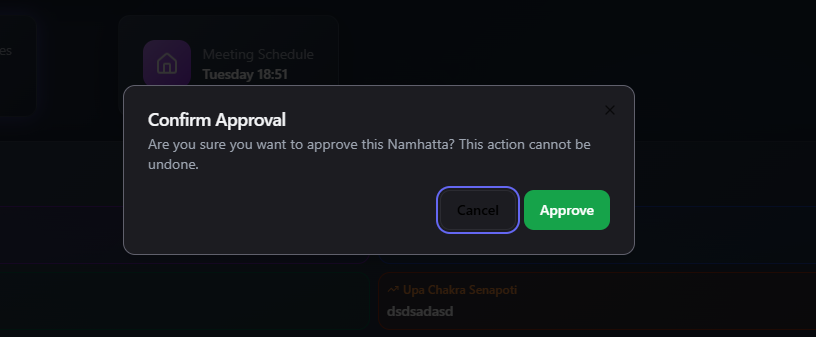 es
Meeting Schedule
Tuesday 18:51
Confirm Approval
Are you sure you want to approve this Namhatta? This action cannot be
undone.
Cancel
Approve
Upa Chakra Senapoti
dsdsadasd